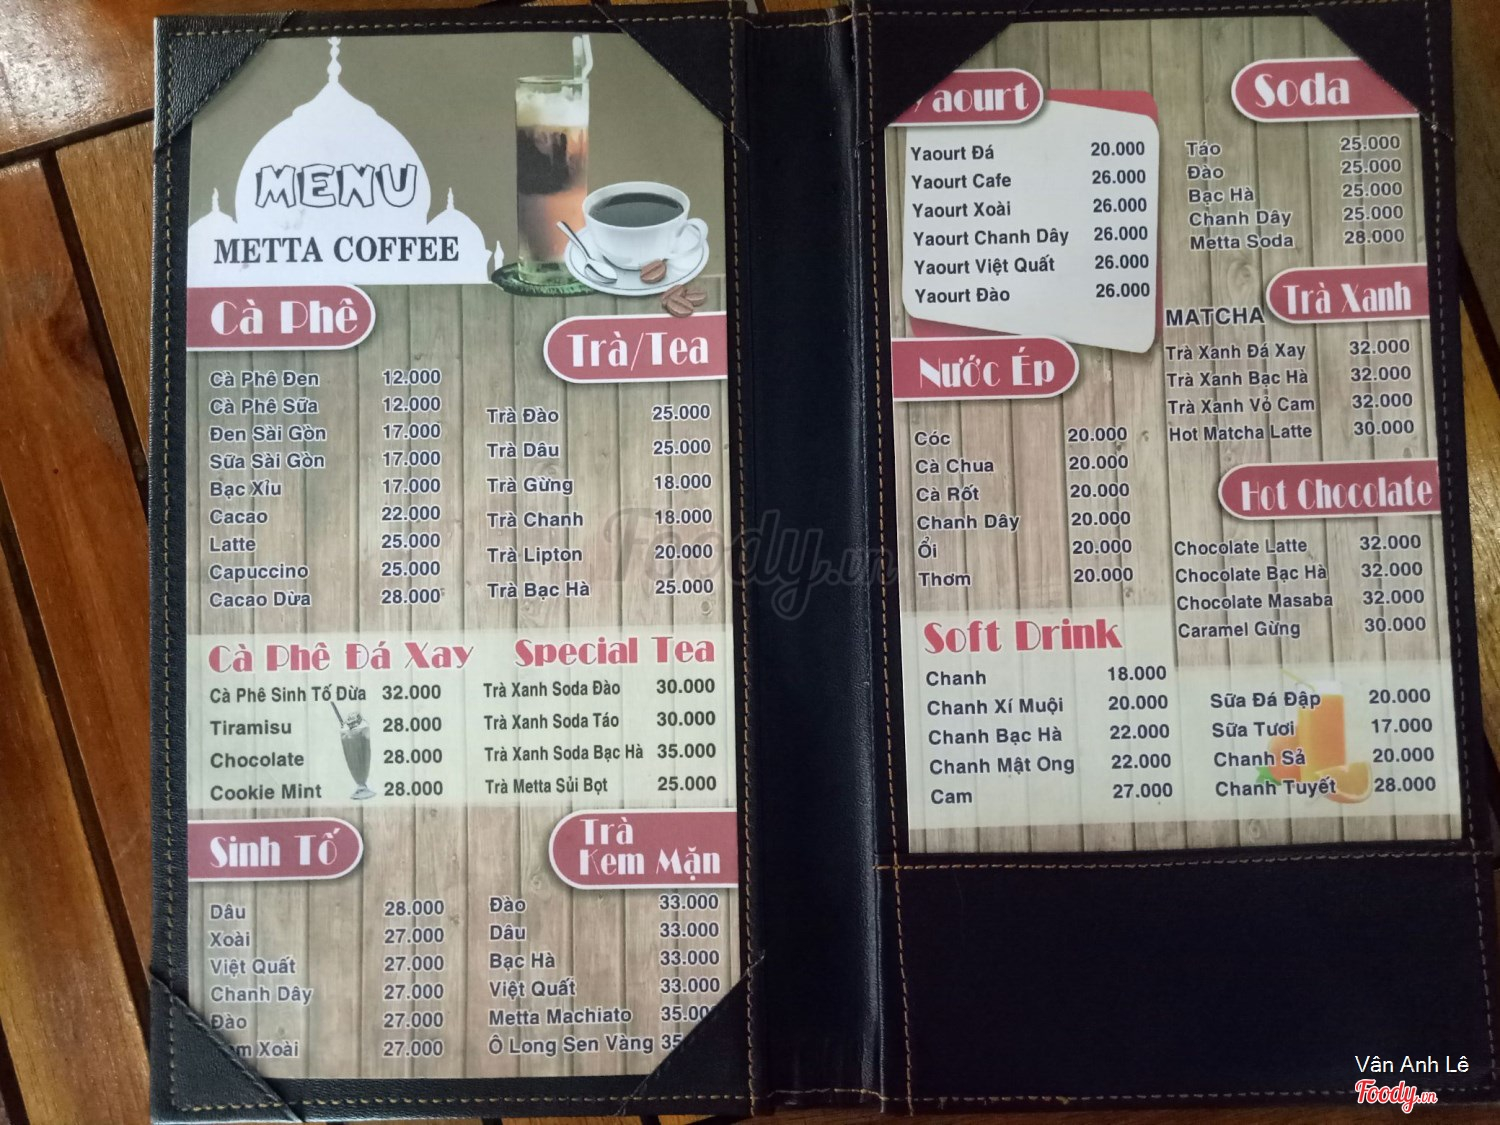 MENU
METTA COFFEE
Cà Phê
Cà Phê Đen 12.000
Cà Phê Sữa 12.000
Đen Sài Gòn 17.000
Sữa Sài Gòn 17.000
Bạc Xỉu 17.000
Cacao 22.000
Latte 25.000
Capuccino 25.000
Cacao Dừa 28.000
Trà/Tea
Trà Đào 25.000
Trà Dâu 25.000
Trà Gừng 18.000
Trà Chanh 18.000
Trà Lipton 20.000
Trà Bạc Hà 25.000
Cà Phê Đá Xay
Cà Phê Sinh Tố Dừa 32.000
Tiramisu 28.000
Chocolate 28.000
Cookie Mint 28.000
Special Tea
Trà Xanh Soda Đào 30.000
Trà Xanh Soda Táo 30.000
Trà Xanh Soda Bạc Hà 35.000
Trà Metta Sủi Bọt 25.000
Sinh Tố
Dâu 28.000
Xoài 27.000
Việt Quất 27.000
Chanh Dây 27.000
Đào 27.000
Xoài 27.000
Trà
Kem Mặn
Đào 33.000
Dâu 33.000
Bạc Hà 33.000
Việt Quất 33.000
Metta Machiato 35.00
Ô Long Sen Vàng 35
Yaourt
Yaourt Đá 20.000
Yaourt Cafe 26.000
Yaourt Xoài 26.000
Yaourt Chanh Dây 26.000
Yaourt Việt Quất 26.000
Yaourt Đào 26.000
Soda
Táo 25.000
Đào 25.000
Bạc Hà 25.000
Chanh Dây 25.000
Metta Soda 28.000
MATCHA Trà Xanh
Trà Xanh Đá Xay 32.000
Trà Xanh Bạc Hà 32.000
Trà Xanh Vỏ Cam 32.000
Hot Matcha Latte 30.000
Nước Ép
Cóc 20.000
Cà Chua 20.000
Cà Rốt 20.000
Chanh Dây 20.000
Ổi 20.000
Thơm 20.000
Hot Chocolate
Chocolate Latte 32.000
Chocolate Bạc Hà 32.000
Chocolate Masaba 32.000
Caramel Gừng 30.000
Soft Drink
Chanh 18.000
Chanh Xí Muội 20.000
Chanh Bạc Hà 22.000
Chanh Mật Ong 22.000
Cam 27.000
Sữa Đá Đập 20.000
Sữa Tươi 17.000
Chanh Sả 20.000
Chanh Tuyết 28.000
Foody.vn
Vân Anh Lê
Foody.vn